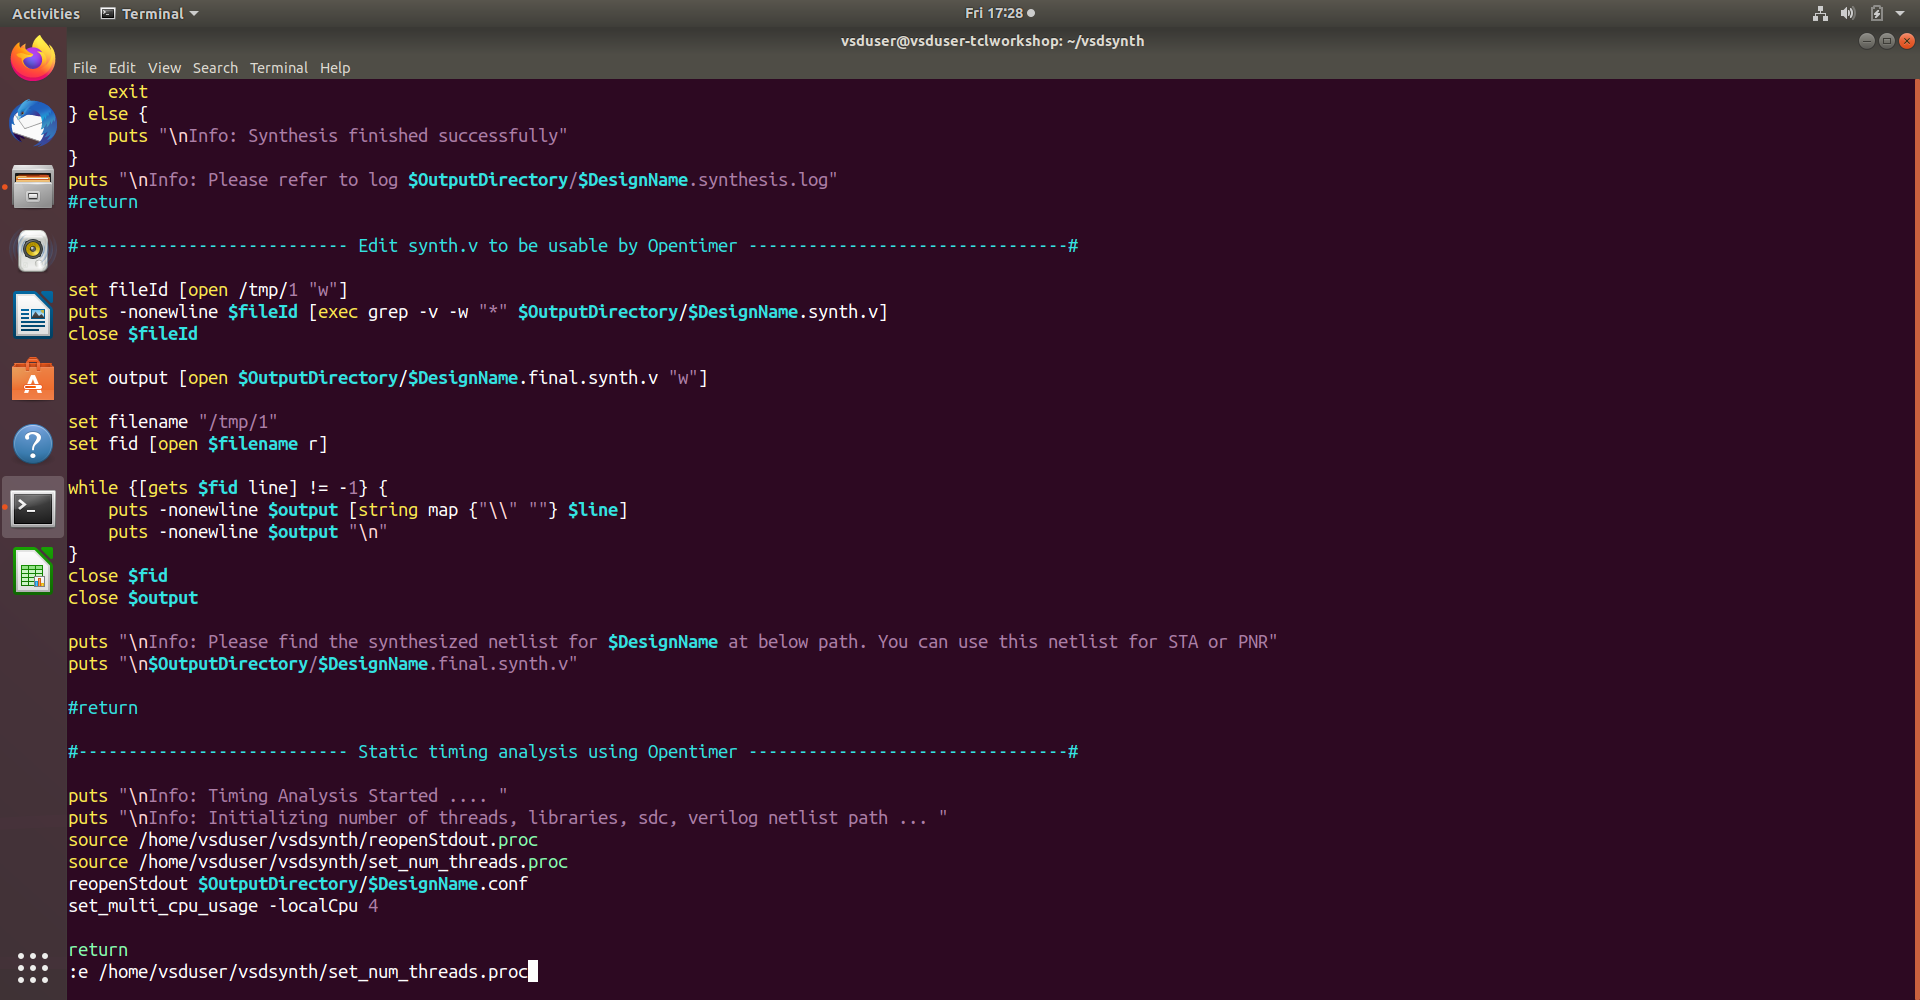 Activities Terminal Fri 17:28
vsduser@vsduser-tclworkshop: ~/vsdsynth
File Edit View Search Terminal Help
    exit
} else {
    puts "\nInfo: Synthesis finished successfully"
}
puts "\nInfo: Please refer to log $OutputDirectory/$DesignName.synthesis.log"
#return
#--------------------------- Edit synth.v to be usable by Opentimer --------------------------------#
set fileId [open /tmp/1 "w"]
puts -nonewline $fileId [exec grep -v -w "*" $OutputDirectory/$DesignName.synth.v]
close $fileId
set output [open $OutputDirectory/$DesignName.final.synth.v "w"]
set filename "/tmp/1"
set fid [open $filename r]
while {[gets $fid line] != -1} {
    puts -nonewline $output [string map {"\\" ""} $line]
    puts -nonewline $output "\n"
}
close $fid
close $output
puts "\nInfo: Please find the synthesized netlist for $DesignName at below path. You can use this netlist for STA or PNR"
puts "\n$OutputDirectory/$DesignName.final.synth.v"
#return
#--------------------------- Static timing analysis using Opentimer --------------------------------#
puts "\nInfo: Timing Analysis Started .... "
puts "\nInfo: Initializing number of threads, libraries, sdc, verilog netlist path ... "
source /home/vsduser/vsdsynth/reopenStdout.proc
source /home/vsduser/vsdsynth/set_num_threads.proc
reopenStdout $OutputDirectory/$DesignName.conf
set_multi_cpu_usage -localCpu 4
return
:e /home/vsduser/vsdsynth/set_num_threads.proc